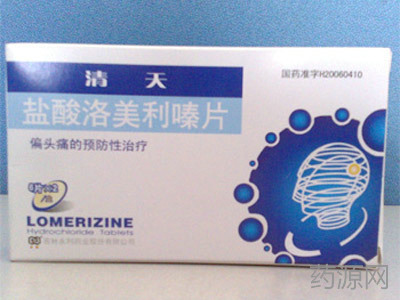 清天
国药准字H20060410
盐酸洛美利嗪片
偏头痛的预防性治疗
LOMERIZINE
Hydrochloride Tablets
药源网